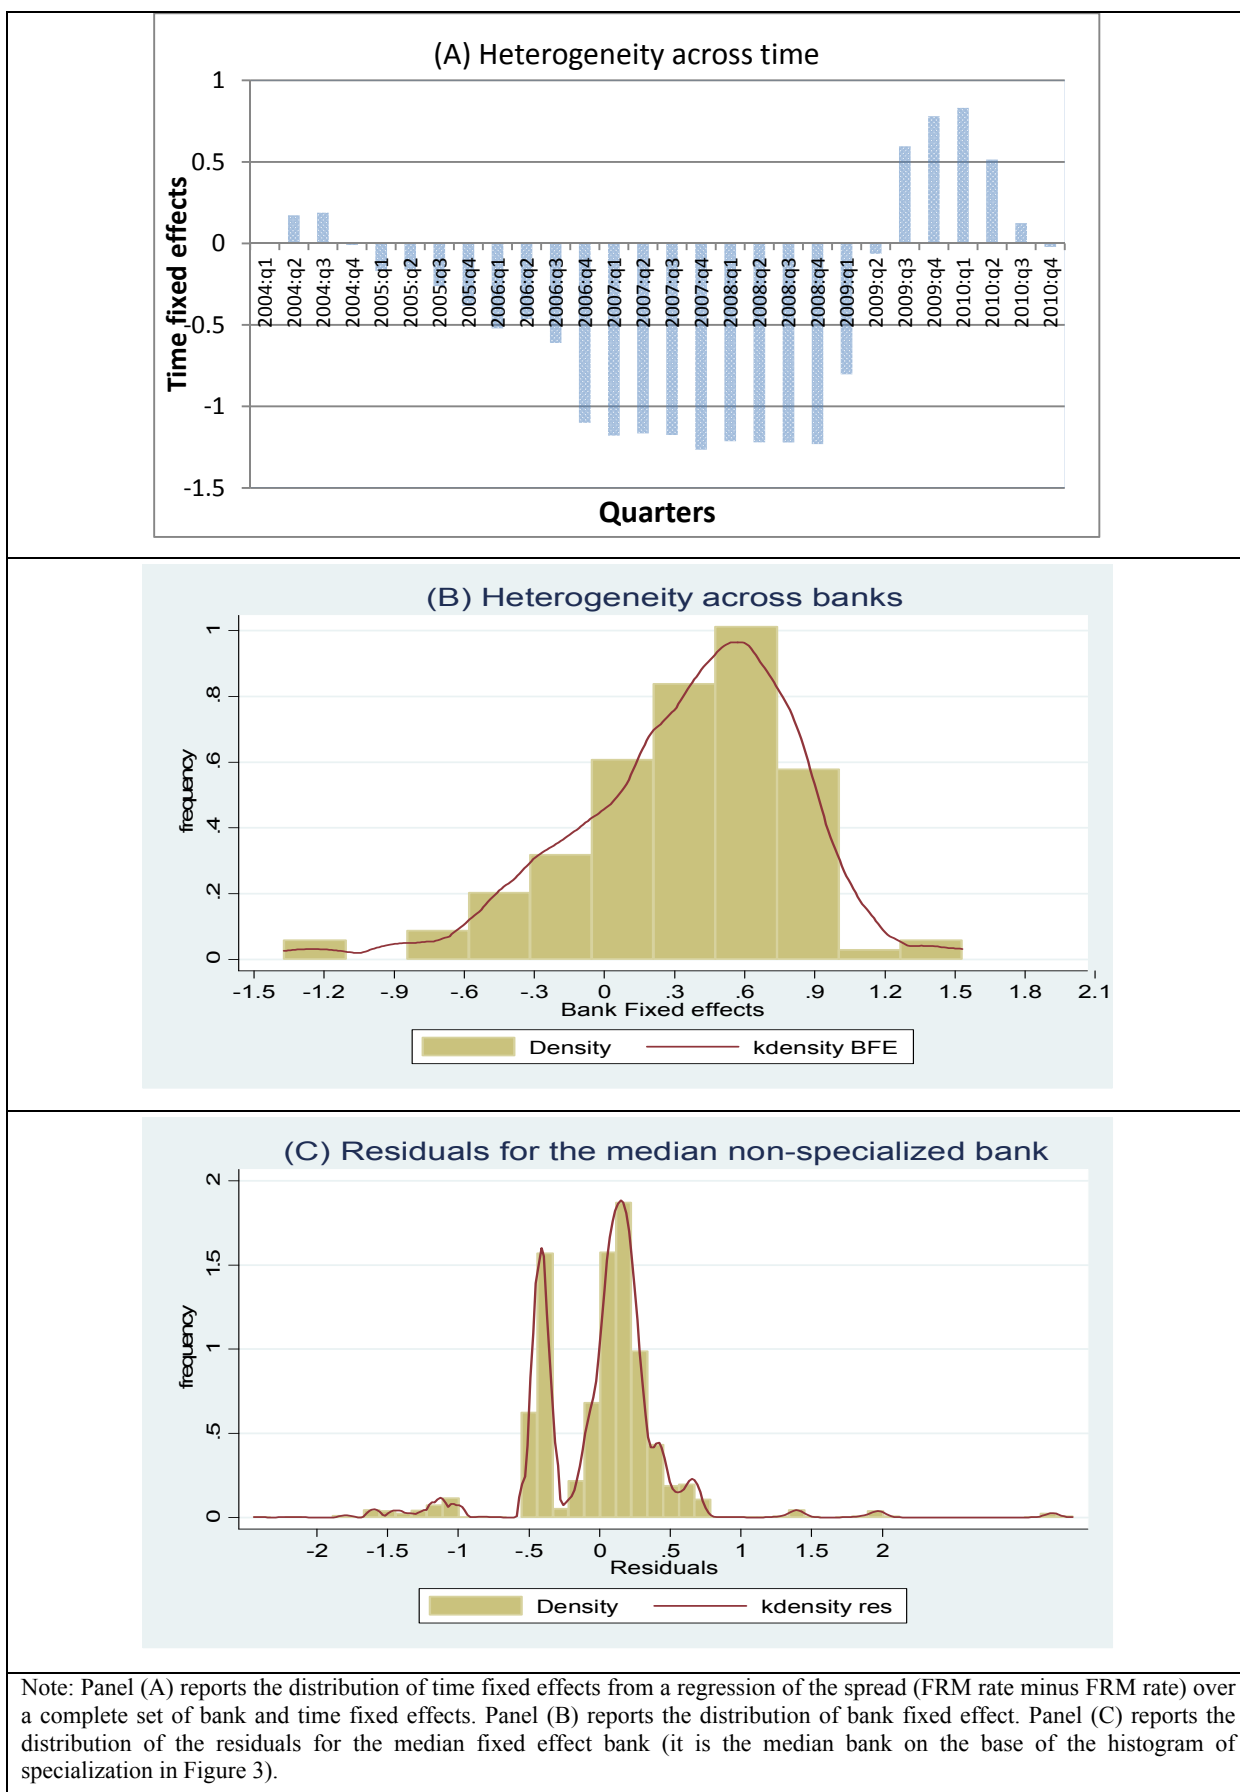 (A) Heterogeneity across time
Time fixed effects
1
0.5
0
-0.5
-1
-1.5
2004:q1
2004:q2
2004:q3
2004:q4
2005:q1
2005:q2
2005:q3
2005:q4
2006:q1
2006:q2
2006:q3
2006:q4
2007:q1
2007:q2
2007:q3
2007:q4
2008:q1
2008:q2
2008:q3
2008:q4
2009:q1
2009:q2
2009:q3
2009:q4
2010:q1
2010:q2
2010:q3
2010:q4
Quarters
(B) Heterogeneity across banks
frequency
1
.8
.6
.4
.2
0
-1.5 -1.2 -.9 -.6 -.3 0 .3 .6 .9 1.2 1.5 1.8 2.1
Bank Fixed effects
Density kdensity BFE
(C) Residuals for the median non-specialized bank
frequency
2
1.5
1
.5
0
-2 -1.5 -1 -.5 0 .5 1 1.5 2
Residuals
Density kdensity res
Note: Panel (A) reports the distribution of time fixed effects from a regression of the spread (FRM rate minus FRM rate) over
a complete set of bank and time fixed effects. Panel (B) reports the distribution of bank fixed effect. Panel (C) reports the
distribution of the residuals for the median fixed effect bank (it is the median bank on the base of the histogram of
specialization in Figure 3).